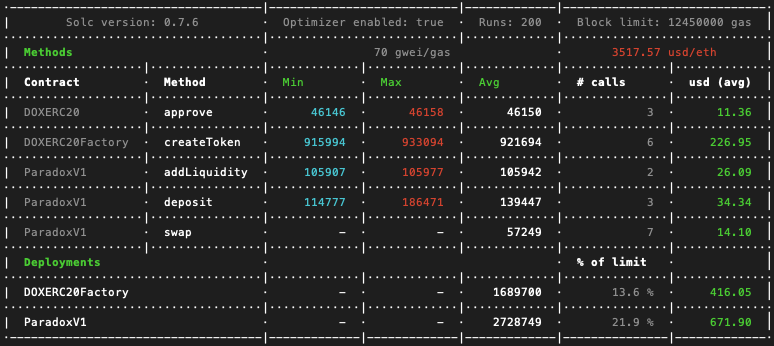 Solc version: 0.7.6 · Optimizer enabled: true · Runs: 200 · Block limit: 12450000 gas
Methods · 70 gwei/gas · 3517.57 usd/eth
Contract · Method · Min · Max · Avg · # calls · usd (avg)
DOXERC20 · approve · 46146 · 46158 · 46150 · 3 · 11.36
DOXERC20Factory · createToken · 915994 · 933094 · 921694 · 6 · 226.95
ParadoxV1 · addLiquidity · 105907 · 105977 · 105942 · 2 · 26.09
ParadoxV1 · deposit · 114777 · 186471 · 139447 · 3 · 34.34
ParadoxV1 · swap · - · - · 57249 · 7 · 14.10
Deployments · % of limit
DOXERC20Factory · - · - · 1689700 · 13.6 % · 416.05
ParadoxV1 · - · - · 2728749 · 21.9 % · 671.90